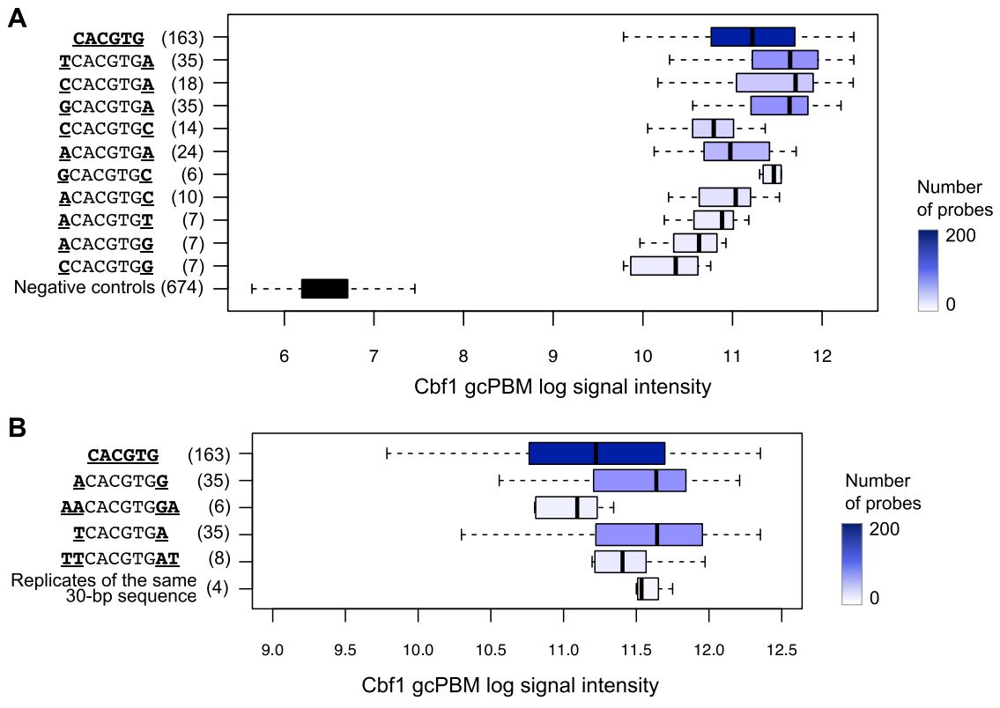 A
CACGTG (163)
TCACGTGA (35)
CCACGTGA (18)
GCACGTGA (35)
CCACGTGC (14)
ACACGTGA (24)
GCACGTGC (6)
ACACGTGC (10)
ACACGTGT (7)
ACACGTGG (7)
CCACGTGG (7)
Negative controls (674)
Number
of probes
200
0
6 7 8 9 10 11 12
Cbf1 gcPBM log signal intensity
B
CACGTG (163)
ACACGTGG (35)
AACACGTGGA (6)
TCACGTGA (35)
TTCACGTGAT (8)
Replicates of the same
30-bp sequence (4)
Number
of probes
200
0
9.0 9.5 10.0 10.5 11.0 11.5 12.0 12.5
Cbf1 gcPBM log signal intensity